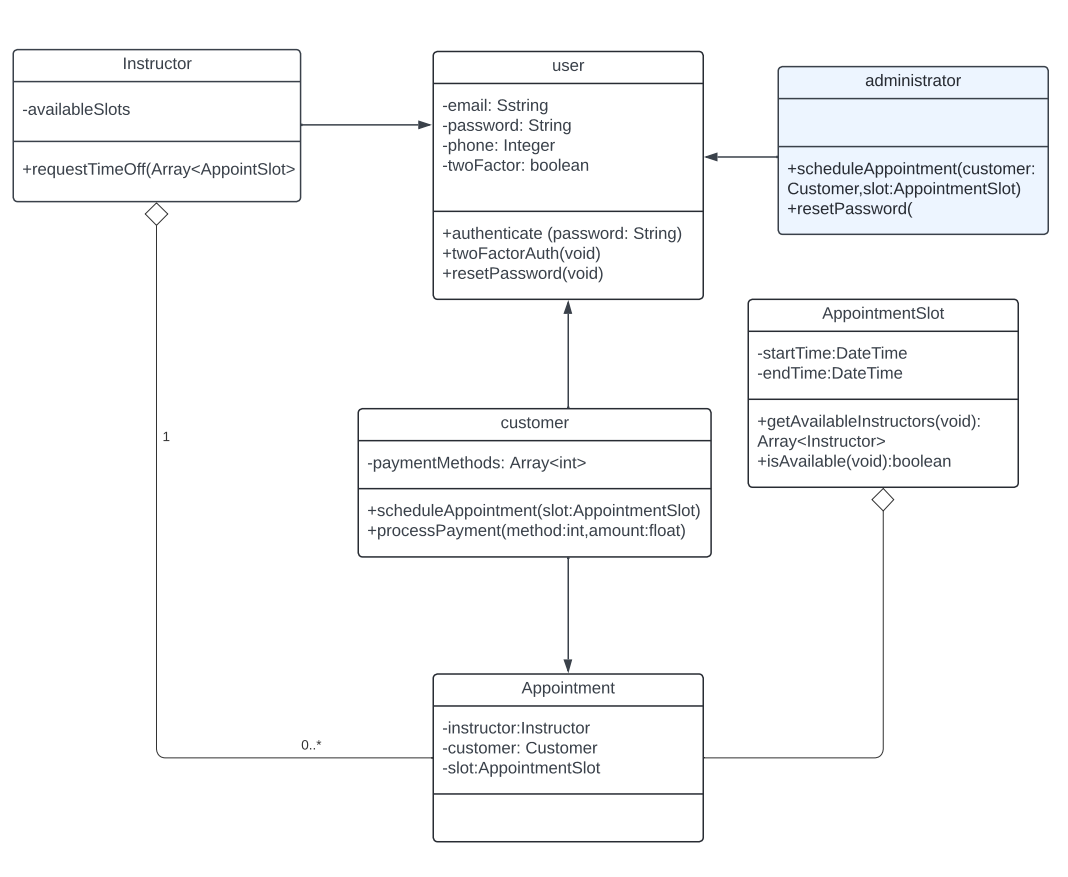 Instructor
-availableSlots
+requestTimeOff(Array<AppointSlot>
user
-email: Sstring
-password: String
-phone: Integer
-twoFactor: boolean
+authenticate (password: String)
+twoFactorAuth(void)
+resetPassword(void)
administrator
+scheduleAppointment(customer:
Customer,slot:AppointmentSlot)
+resetPassword(
AppointmentSlot
-startTime:DateTime
-endTime:DateTime
+getAvailableInstructors(void):
Array<Instructor>
+isAvailable(void):boolean
customer
-paymentMethods: Array<int>
+scheduleAppointment(slot:AppointmentSlot)
+processPayment(method:int,amount:float)
1
0..*
Appointment
-instructor:Instructor
-customer: Customer
-slot:AppointmentSlot